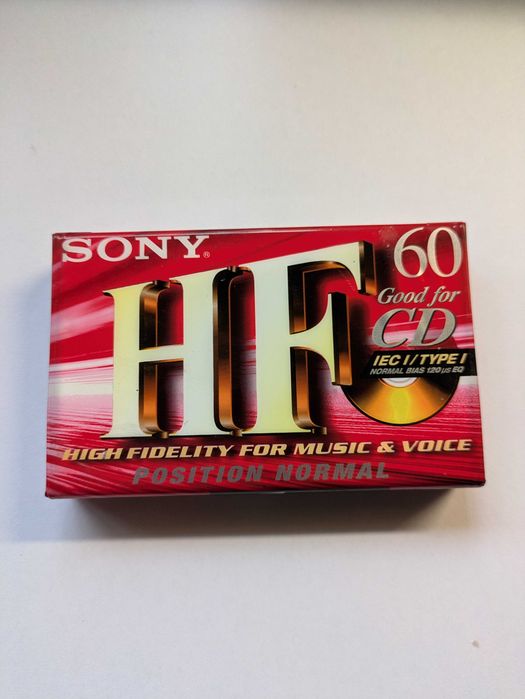 SONY®
HF
60
Good for
CD
IEC I/TYPE I
NORMAL BIAS 120 µs EQ
HIGH FIDELITY FOR MUSIC & VOICE
POSITION NORMAL